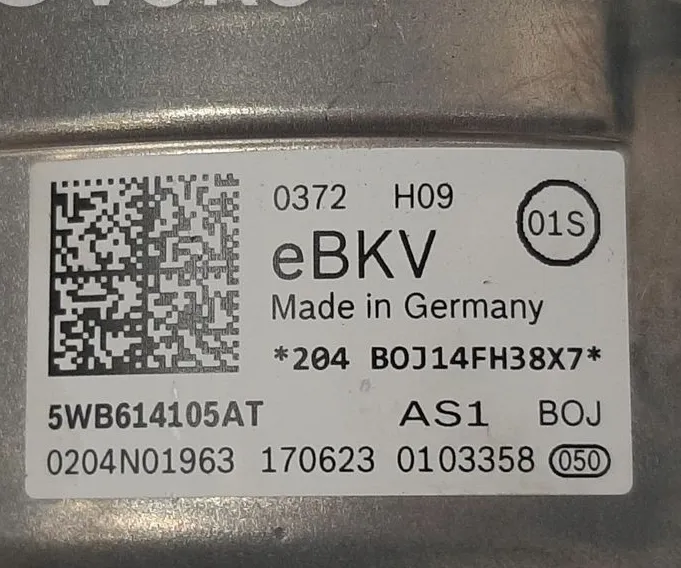 0372 H09
01S
eBKV
Made in Germany
*204 BOJ14FH38X7*
5WB614105AT AS1 BOJ
0204N01963 170623 0103358 050